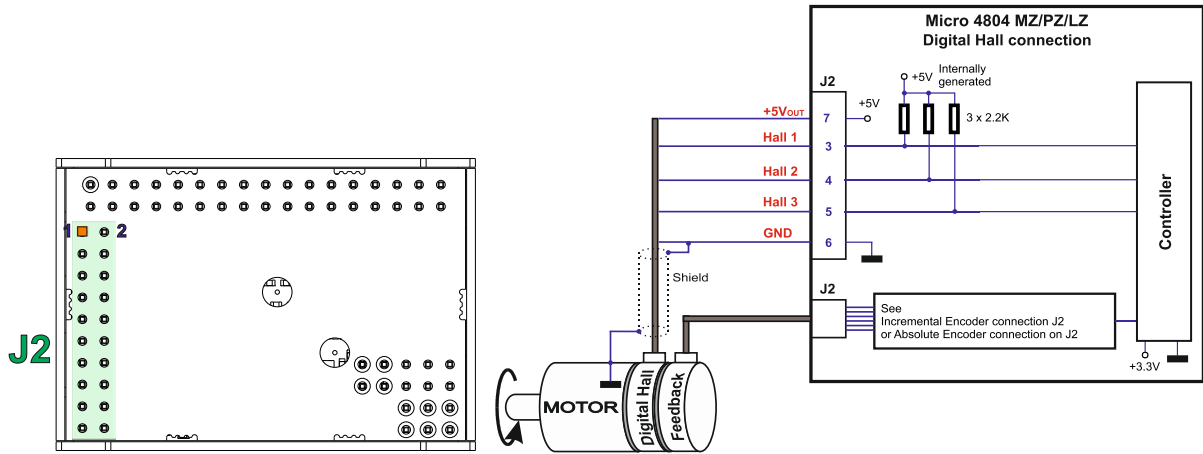 1
2
J2
Micro 4804 MZ/PZ/LZ
Digital Hall connection
J2
+5V
Internally
generated
+5V
3 x 2.2K
+5VOUT
7
Hall 1
3
Hall 2
4
Hall 3
5
GND
6
Shield
J2
See
Incremental Encoder connection J2
or Absolute Encoder connection on J2
Controller
+3.3V
MOTOR
Digital Hall
Feedback